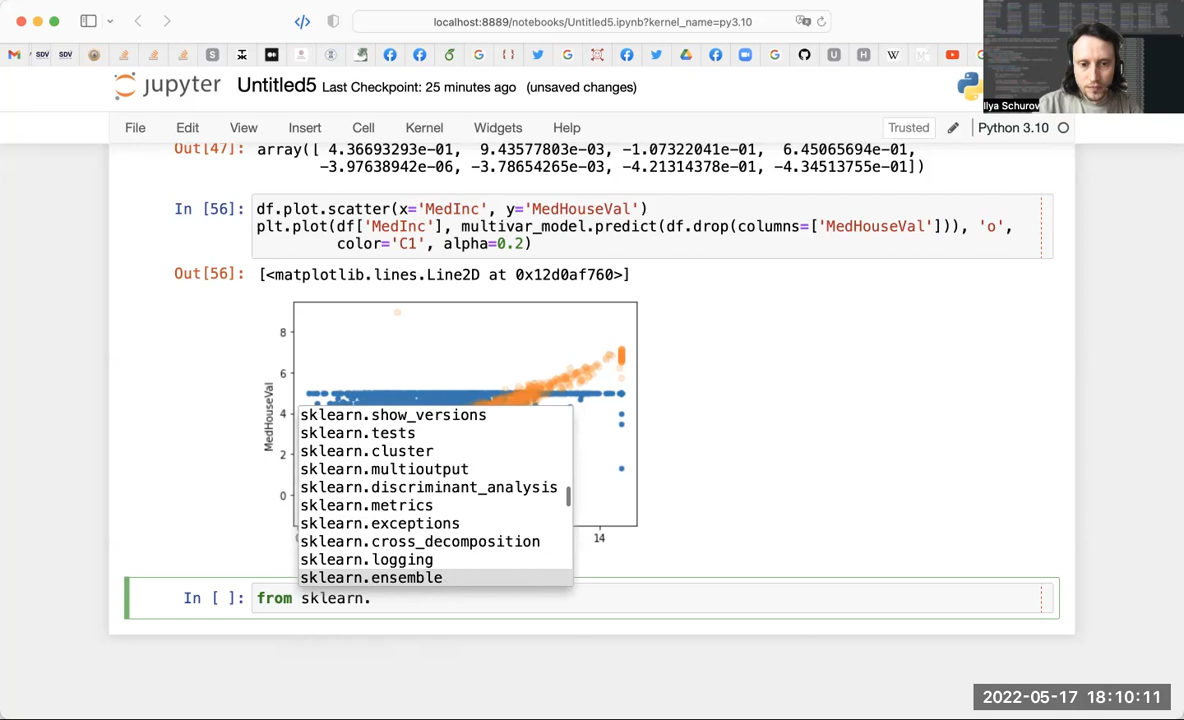 localhost:8889/notebooks/Untitled5.ipynb?kernel_name=py3.10
SDV
SDV
jupyter Untitled5 Last Checkpoint: 25 minutes ago (unsaved changes)
Ilya Schurov
File Edit View Insert Cell Kernel Widgets Help Trusted Python 3.10
Out[47]: array([ 4.36693293e-01, 9.43577803e-03, -1.07322041e-01, 6.45065694e-01,
-3.97638942e-06, -3.78654265e-03, -4.21314378e-01, -4.34513755e-01])
In [56]: df.plot.scatter(x='MedInc', y='MedHouseVal')
plt.plot(df['MedInc'], multivar_model.predict(df.drop(columns=['MedHouseVal'])), 'o',
color='C1', alpha=0.2)
Out[56]: [<matplotlib.lines.Line2D at 0x12d0af760>]
8
6
4
2
0
MedHouseVal
14
sklearn.show_versions
sklearn.tests
sklearn.cluster
sklearn.multioutput
sklearn.discriminant_analysis
sklearn.metrics
sklearn.exceptions
sklearn.cross_decomposition
sklearn.logging
sklearn.ensemble
In [ ]: from sklearn.
2022-05-17 18:10:11